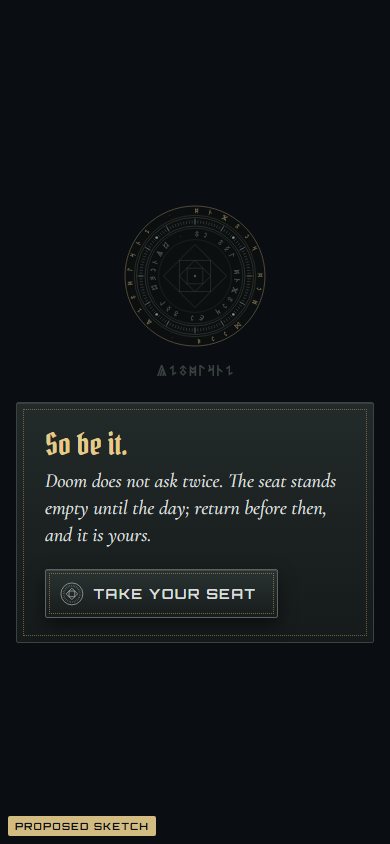 So be it.
Doom does not ask twice. The seat stands
empty until the day; return before then,
and it is yours.
TAKE YOUR SEAT
PROPOSED SKETCH